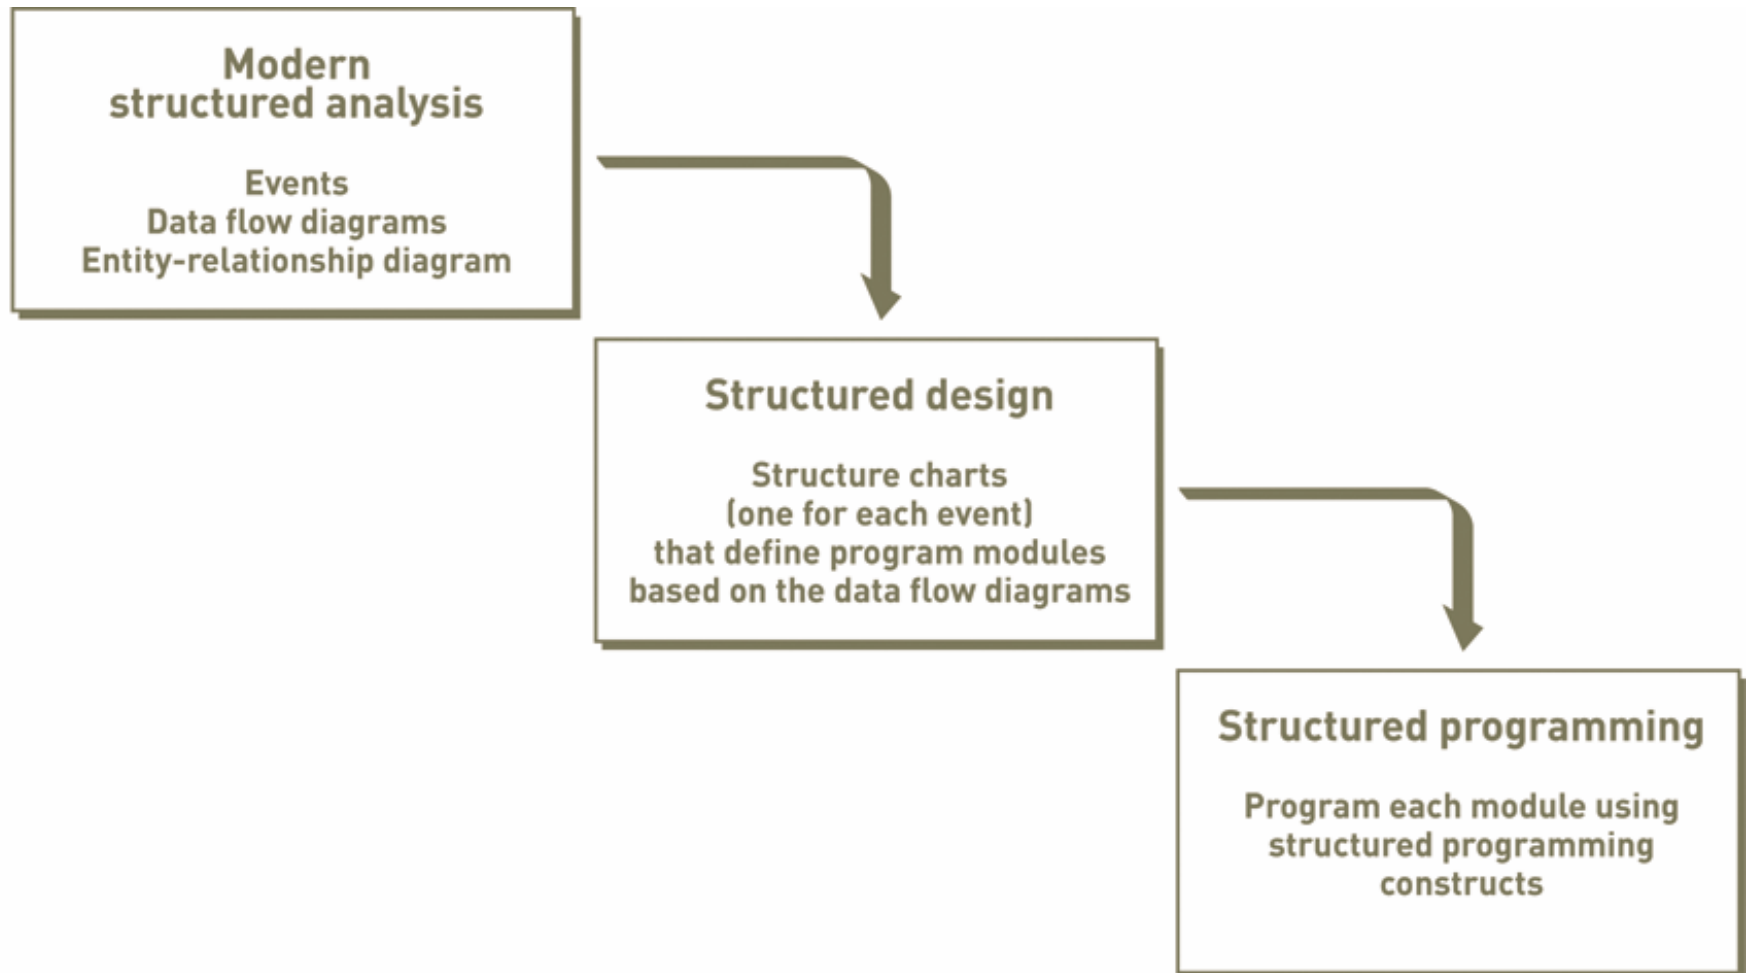 Modern
structured analysis
Events
Data flow diagrams
Entity-relationship diagram
Structured design
Structure charts
(one for each event)
that define program modules
based on the data flow diagrams
Structured programming
Program each module using
structured programming
constructs